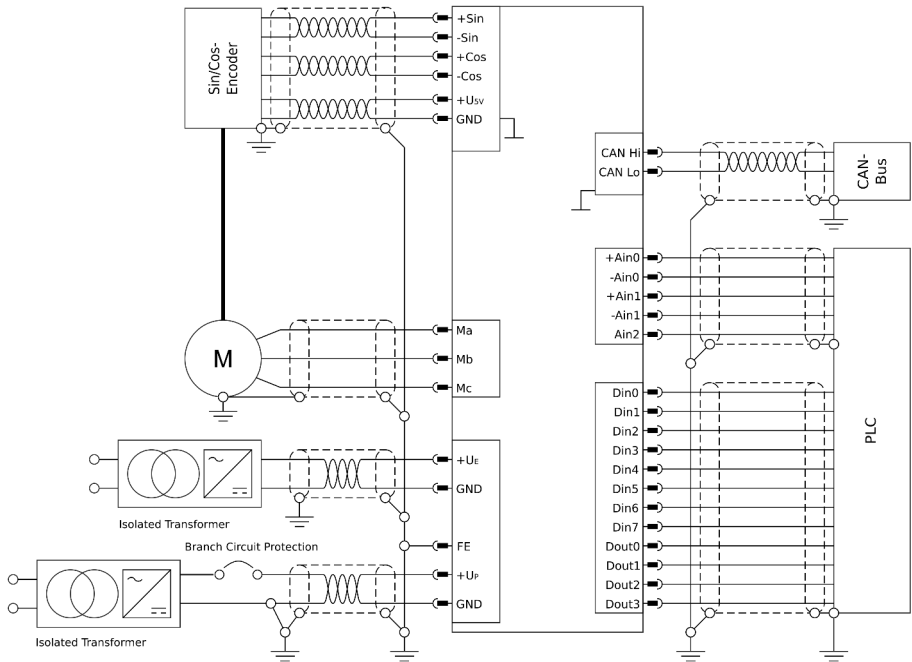 Sin/Cos-
Encoder
+Sin
-Sin
+Cos
-Cos
+U5V
GND
CAN Hi
CAN Lo
CAN-
Bus
+Ain0
-Ain0
+Ain1
-Ain1
Ain2
M
Ma
Mb
Mc
Din0
Din1
Din2
Din3
Din4
Din5
Din6
Din7
Dout0
Dout1
Dout2
Dout3
PLC
+UE
GND
Isolated Transformer
Branch Circuit Protection
FE
+UP
GND
Isolated Transformer